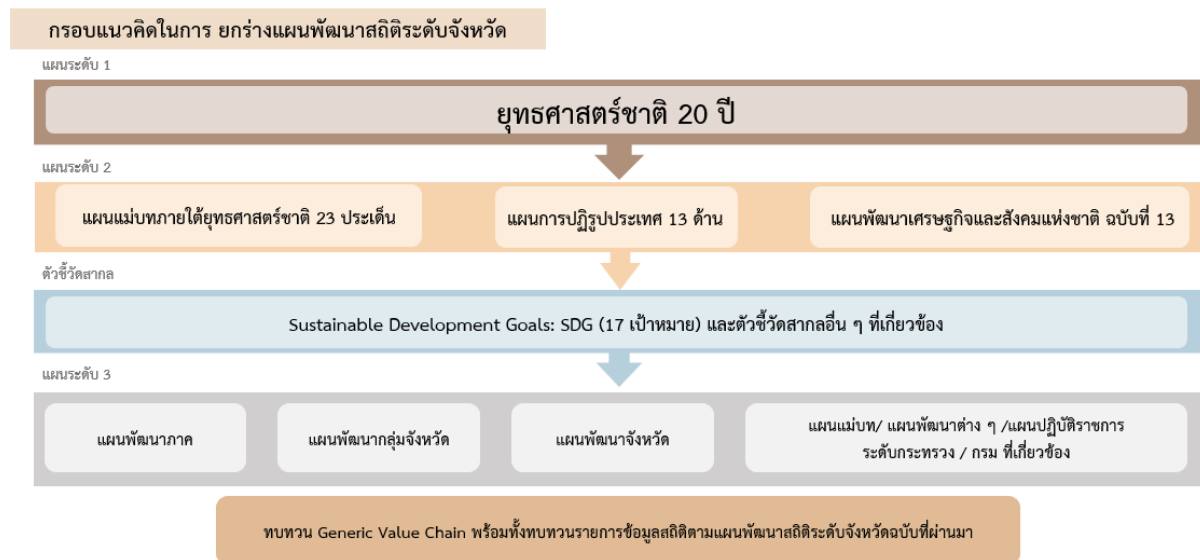 กรอบแนวคิดในการ ยกร่างแผนพัฒนาสถิติระดับจังหวัด
แผนระดับ 1
ยุทธศาสตร์ชาติ 20 ปี
แผนระดับ 2
แผนแม่บทภายใต้ยุทธศาสตร์ชาติ 23 ประเด็น
แผนการปฏิรูปประเทศ 13 ด้าน
แผนพัฒนาเศรษฐกิจและสังคมแห่งชาติ ฉบับที่ 13
ตัวชี้วัดสากล
Sustainable Development Goals: SDG (17 เป้าหมาย) และตัวชี้วัดสากลอื่น ๆ ที่เกี่ยวข้อง
แผนระดับ 3
แผนพัฒนาภาค
แผนพัฒนากลุ่มจังหวัด
แผนพัฒนาจังหวัด
แผนแม่บท/ แผนพัฒนาต่าง ๆ /แผนปฏิบัติราชการ
ระดับกระทรวง / กรม ที่เกี่ยวข้อง
ทบทวน Generic Value Chain พร้อมทั้งทบทวนรายการข้อมูลสถิติตามแผนพัฒนาสถิติระดับจังหวัดฉบับที่ผ่านมา